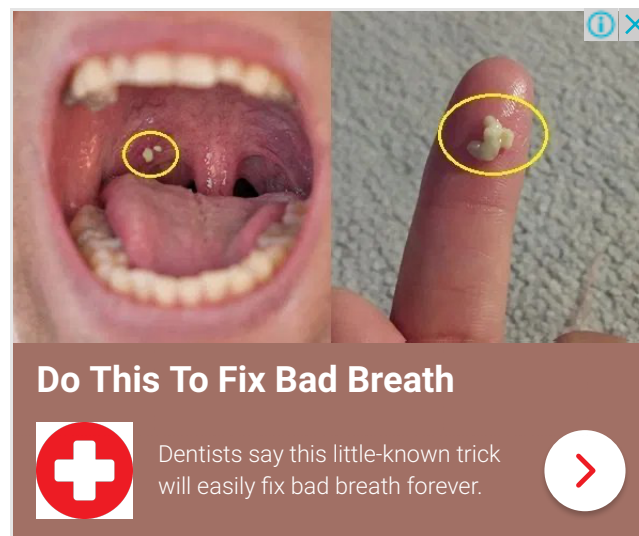 Do This To Fix Bad Breath
Dentists say this little-known trick
will easily fix bad breath forever.